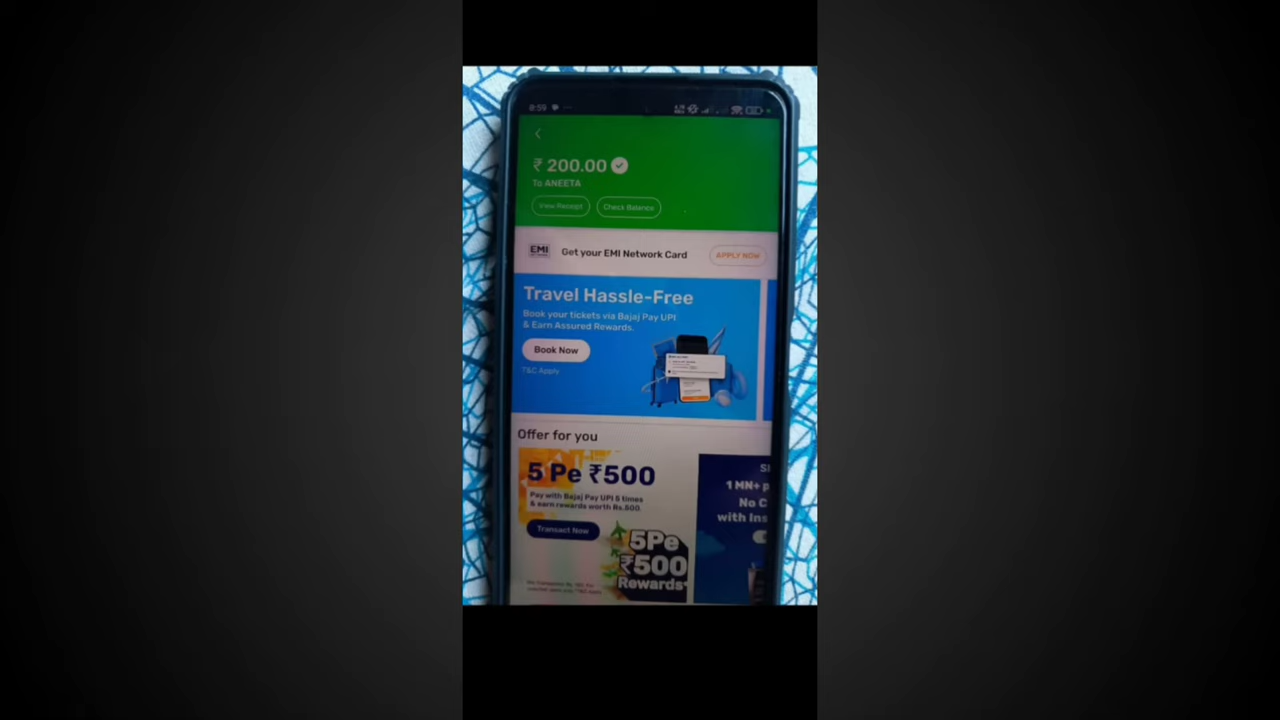 8:59
₹ 200.00
To ANEETA
View Receipt
Check Balance
EMI
NETWORK
Get your EMI Network Card
APPLY NOW
Travel Hassle-Free
Book your tickets via Bajaj Pay UPI
& Earn Assured Rewards.
Book Now
T&C Apply
Offer for you
5 Pe ₹500
Pay with Bajaj Pay UPI 5 times
& earn rewards worth Rs.500.
Transact Now
5Pe
₹500
Rewards*
1 MN+ p
No C
with Ins